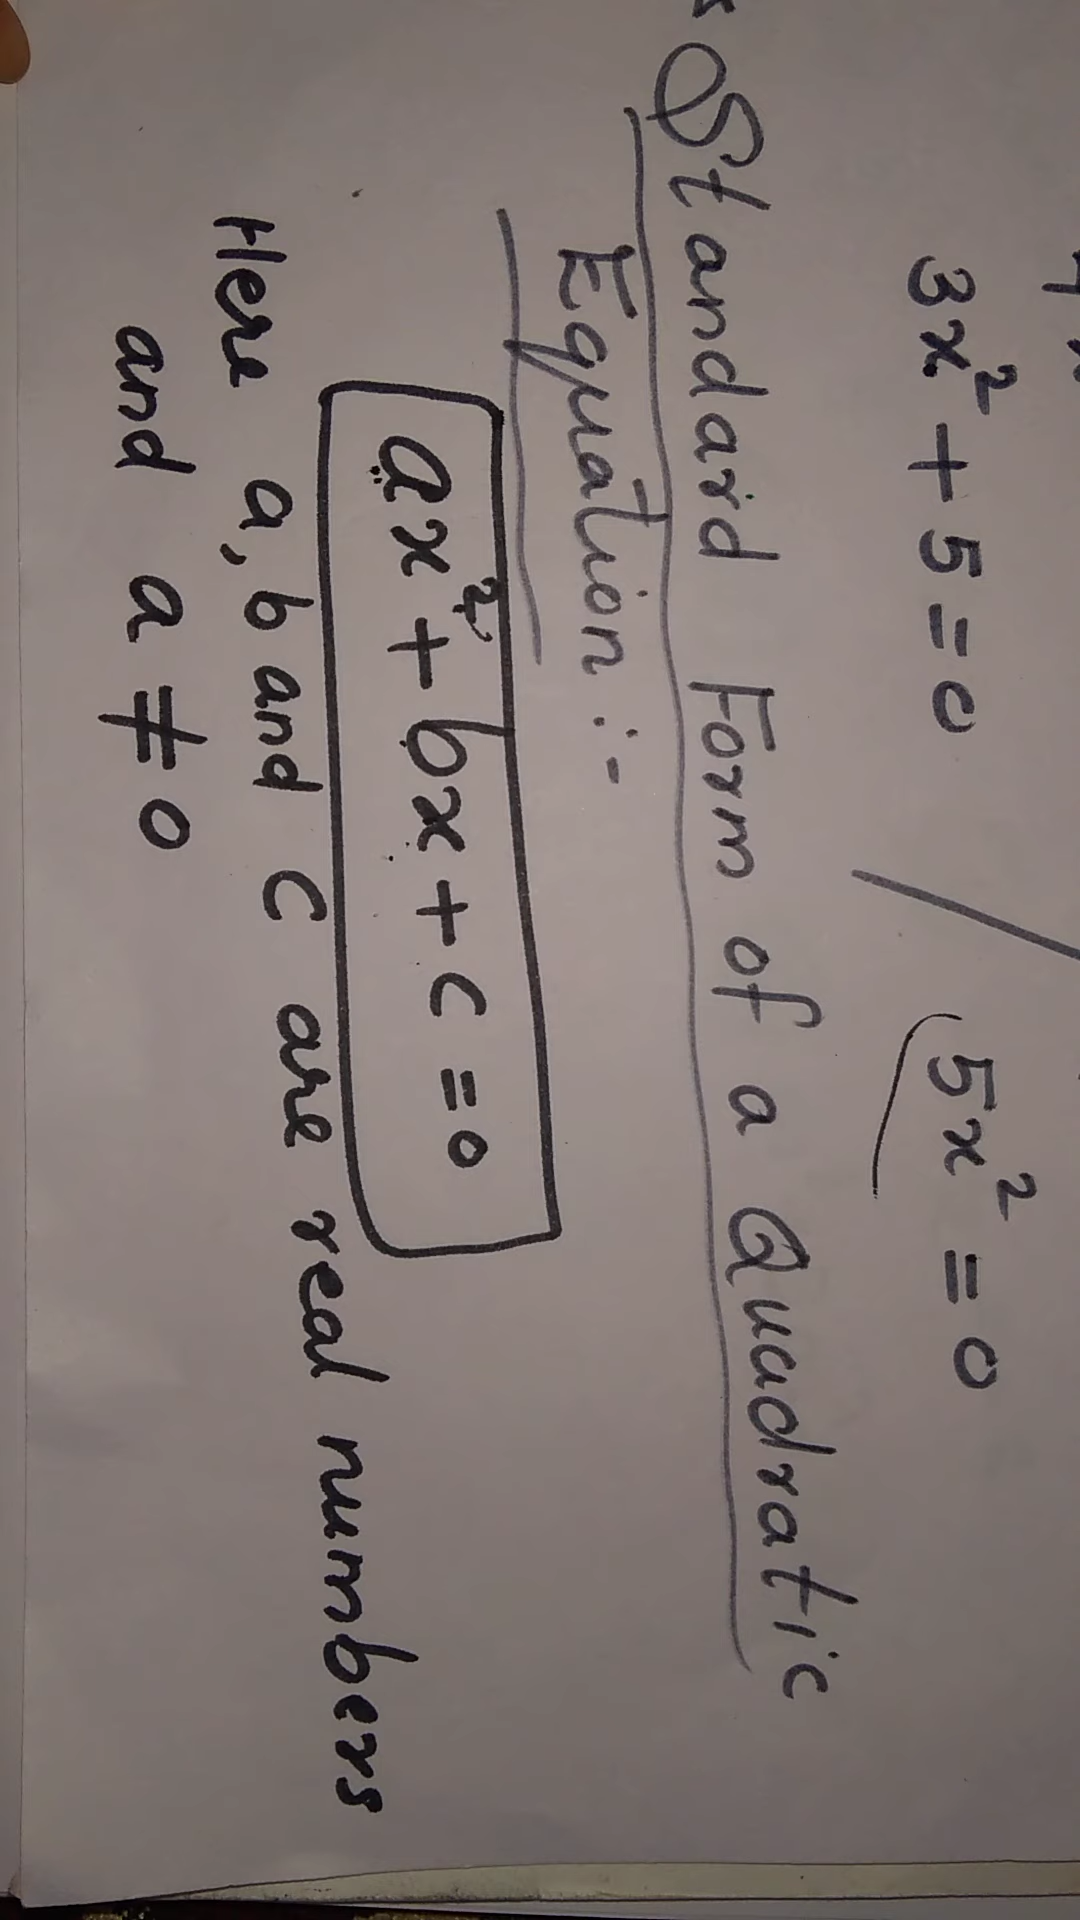 3x² + 5 = 0 / 5x² = 0
Standard Form of a Quadratic
Equation :-
ax² + bx + c = 0
Here a, b and c are real numbers
and a ≠ 0